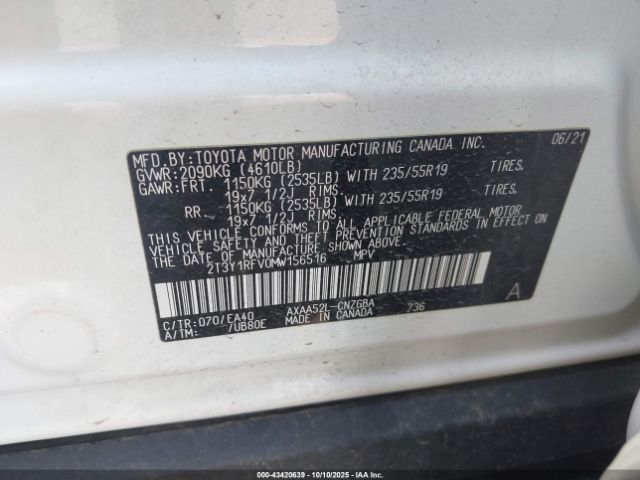 MFD. BY: TOYOTA MOTOR MANUFACTURING CANADA INC. 06/21
GVWR: 2090KG (4610LB)
GAWR: FRT. 1150KG (2535LB) WITH 235/55R19 TIRES.
19x7 1/2J RIMS.
RR. 1150KG (2535LB) WITH 235/55R19 TIRES.
19x7 1/2J RIMS.
THIS VEHICLE CONFORMS TO ALL APPLICABLE FEDERAL MOTOR
VEHICLE SAFETY AND THEFT PREVENTION STANDARDS IN EFFECT ON
THE DATE OF MANUFACTURE SHOWN ABOVE.
2T3Y1RFV0MW156516 MPV
A
C/TR: 070/EA40 AXAA52L-CNZGBA Z36
A/TM: /UB80E MADE IN CANADA
000-43420639 - 10/10/2025 - IAA Holdings, LLC. Copyright